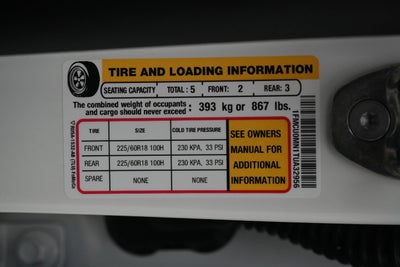 TIRE AND LOADING INFORMATION
SEATING CAPACITY TOTAL: 5 FRONT: 2 REAR: 3
The combined weight of occupants and cargo should never exceed : 393 kg or 867 lbs.
TIRE SIZE COLD TIRE PRESSURE
FRONT 225/60R18 100H 230 KPA, 33 PSI
REAR 225/60R18 100H 230 KPA, 33 PSI
SPARE NONE NONE
SEE OWNERS
MANUAL FOR
ADDITIONAL
INFORMATION